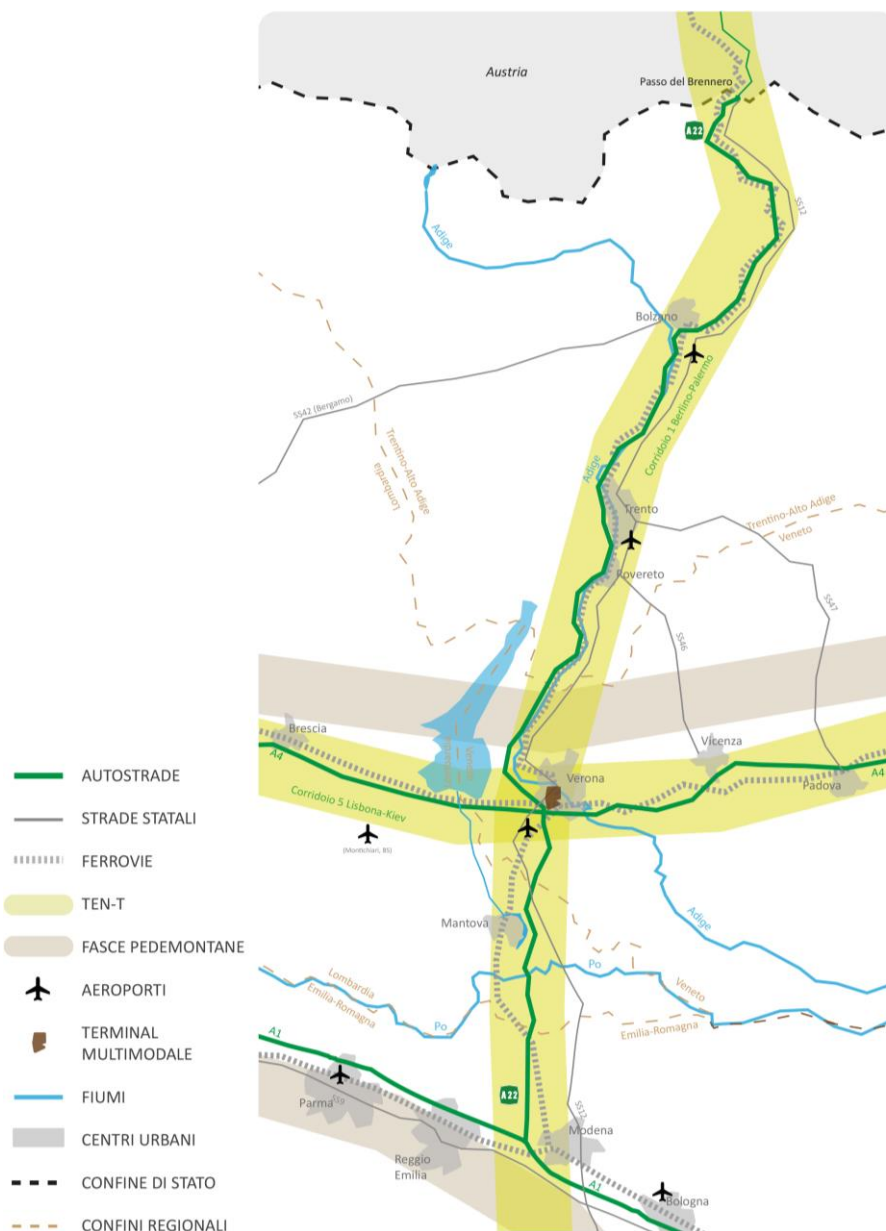 Austria
Passo del Brennero
A22
SS12
Adige
Bolzano
SS42 (Bergamo)
Corridoio 1 Berlino-Palermo
Trentino-Alto Adige
Lombardia
Adige
Trento
Trentino-Alto Adige
Veneto
Rovereto
SS47
SS46
Brescia
A4
Veneto
Lombardia
Vicenza
Verona
Padova
A4
Corridoio 5 Lisbona-Kiev
(Montichiari, BS)
Mantova
Adige
Po
Lombardia
Emilia-Romagna
Veneto
Po
Emilia-Romagna
A1
A22
Parma
SS9
SS12
Modena
Reggio
Emilia
A1
Bologna
AUTOSTRADE
STRADE STATALI
FERROVIE
TEN-T
FASCE PEDEMONTANE
AEROPORTI
TERMINAL
MULTIMODALE
FIUMI
CENTRI URBANI
CONFINE DI STATO
CONFINI REGIONALI